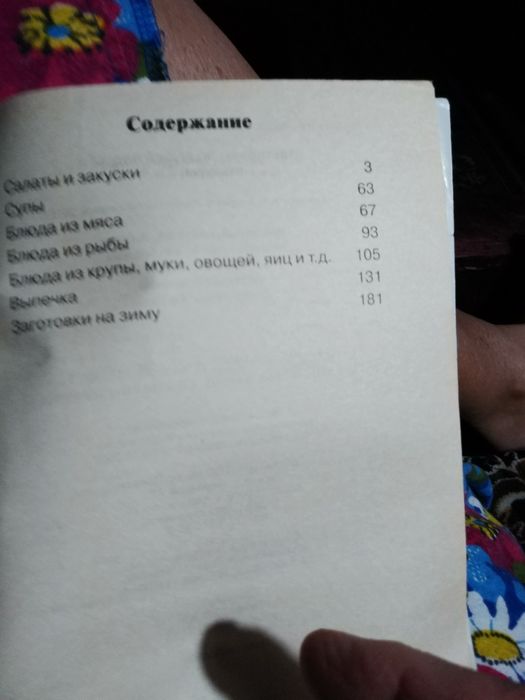 Содержание
Салаты и закуски 3
Супы 63
Блюда из мяса 67
Блюда из рыбы 93
Блюда из крупы, муки, овощей, яиц и т.д. 105
Выпечка 131
Заготовки на зиму 181